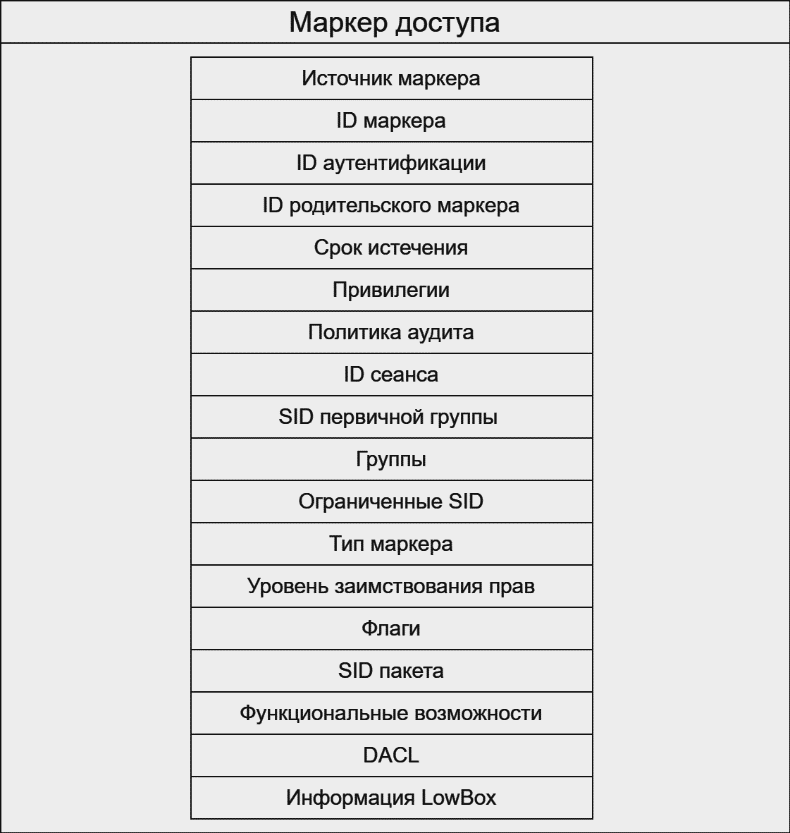 Маркер доступа
Источник маркера
ID маркера
ID аутентификации
ID родительского маркера
Срок истечения
Привилегии
Политика аудита
ID сеанса
SID первичной группы
Группы
Ограниченные SID
Тип маркера
Уровень заимствования прав
Флаги
SID пакета
Функциональные возможности
DACL
Информация LowBox